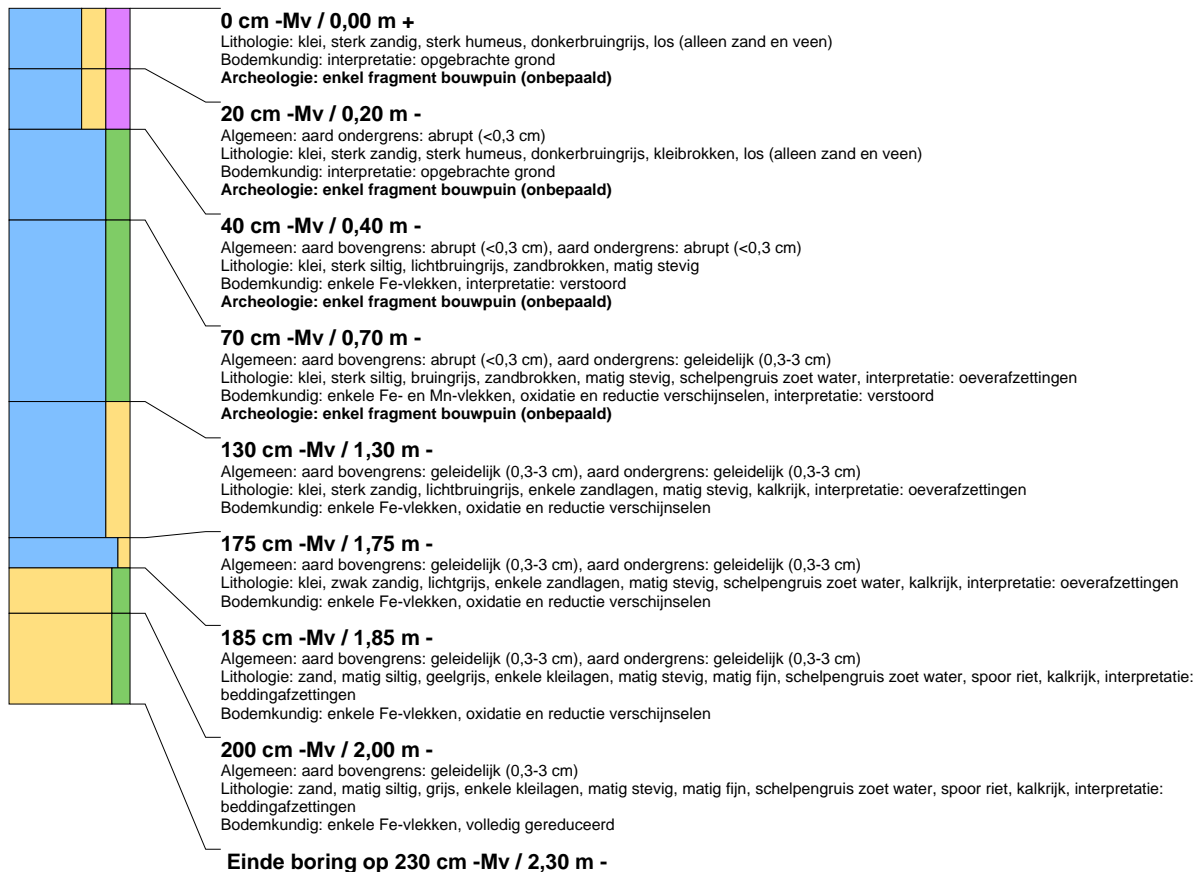 0 cm -Mv / 0,00 m +
Lithologie: klei, sterk zandig, sterk humeus, donkerbruingrijs, los (alleen zand en veen)
Bodemkundig: interpretatie: opgebrachte grond
Archeologie: enkel fragment bouwpuin (onbepaald)
20 cm -Mv / 0,20 m -
Algemeen: aard ondergrens: abrupt (<0,3 cm)
Lithologie: klei, sterk zandig, sterk humeus, donkerbruingrijs, kleibrokken, los (alleen zand en veen)
Bodemkundig: interpretatie: opgebrachte grond
Archeologie: enkel fragment bouwpuin (onbepaald)
40 cm -Mv / 0,40 m -
Algemeen: aard bovengrens: abrupt (<0,3 cm), aard ondergrens: abrupt (<0,3 cm)
Lithologie: klei, sterk siltig, lichtbruingrijs, zandbrokken, matig stevig
Bodemkundig: enkele Fe-vlekken, interpretatie: verstoord
Archeologie: enkel fragment bouwpuin (onbepaald)
70 cm -Mv / 0,70 m -
Algemeen: aard bovengrens: abrupt (<0,3 cm), aard ondergrens: geleidelijk (0,3-3 cm)
Lithologie: klei, sterk siltig, bruingrijs, zandbrokken, matig stevig, schelpengruis zoet water, interpretatie: oeverafzettingen
Bodemkundig: enkele Fe- en Mn-vlekken, oxidatie en reductie verschijnselen, interpretatie: verstoord
Archeologie: enkel fragment bouwpuin (onbepaald)
130 cm -Mv / 1,30 m -
Algemeen: aard bovengrens: geleidelijk (0,3-3 cm), aard ondergrens: geleidelijk (0,3-3 cm)
Lithologie: klei, sterk zandig, lichtbruingrijs, enkele zandlagen, matig stevig, kalkrijk, interpretatie: oeverafzettingen
Bodemkundig: enkele Fe-vlekken, oxidatie en reductie verschijnselen
175 cm -Mv / 1,75 m -
Algemeen: aard bovengrens: geleidelijk (0,3-3 cm), aard ondergrens: geleidelijk (0,3-3 cm)
Lithologie: klei, zwak zandig, lichtgrijs, enkele zandlagen, matig stevig, schelpengruis zoet water, kalkrijk, interpretatie: oeverafzettingen
Bodemkundig: enkele Fe-vlekken, oxidatie en reductie verschijnselen
185 cm -Mv / 1,85 m -
Algemeen: aard bovengrens: geleidelijk (0,3-3 cm), aard ondergrens: geleidelijk (0,3-3 cm)
Lithologie: zand, matig siltig, geelgrijs, enkele kleilagen, matig stevig, matig fijn, schelpengruis zoet water, spoor riet, kalkrijk, interpretatie:
beddingafzettingen
Bodemkundig: enkele Fe-vlekken, oxidatie en reductie verschijnselen
200 cm -Mv / 2,00 m -
Algemeen: aard bovengrens: geleidelijk (0,3-3 cm)
Lithologie: zand, matig siltig, grijs, enkele kleilagen, matig stevig, matig fijn, schelpengruis zoet water, spoor riet, kalkrijk, interpretatie:
beddingafzettingen
Bodemkundig: enkele Fe-vlekken, volledig gereduceerd
Einde boring op 230 cm -Mv / 2,30 m -